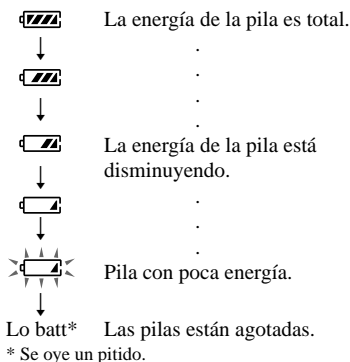 La energía de la pila es total.
.
.
.
.
La energía de la pila está
disminuyendo.
.
.
.
Pila con poca energía.
Lo batt* Las pilas están agotadas.
* Se oye un pitido.